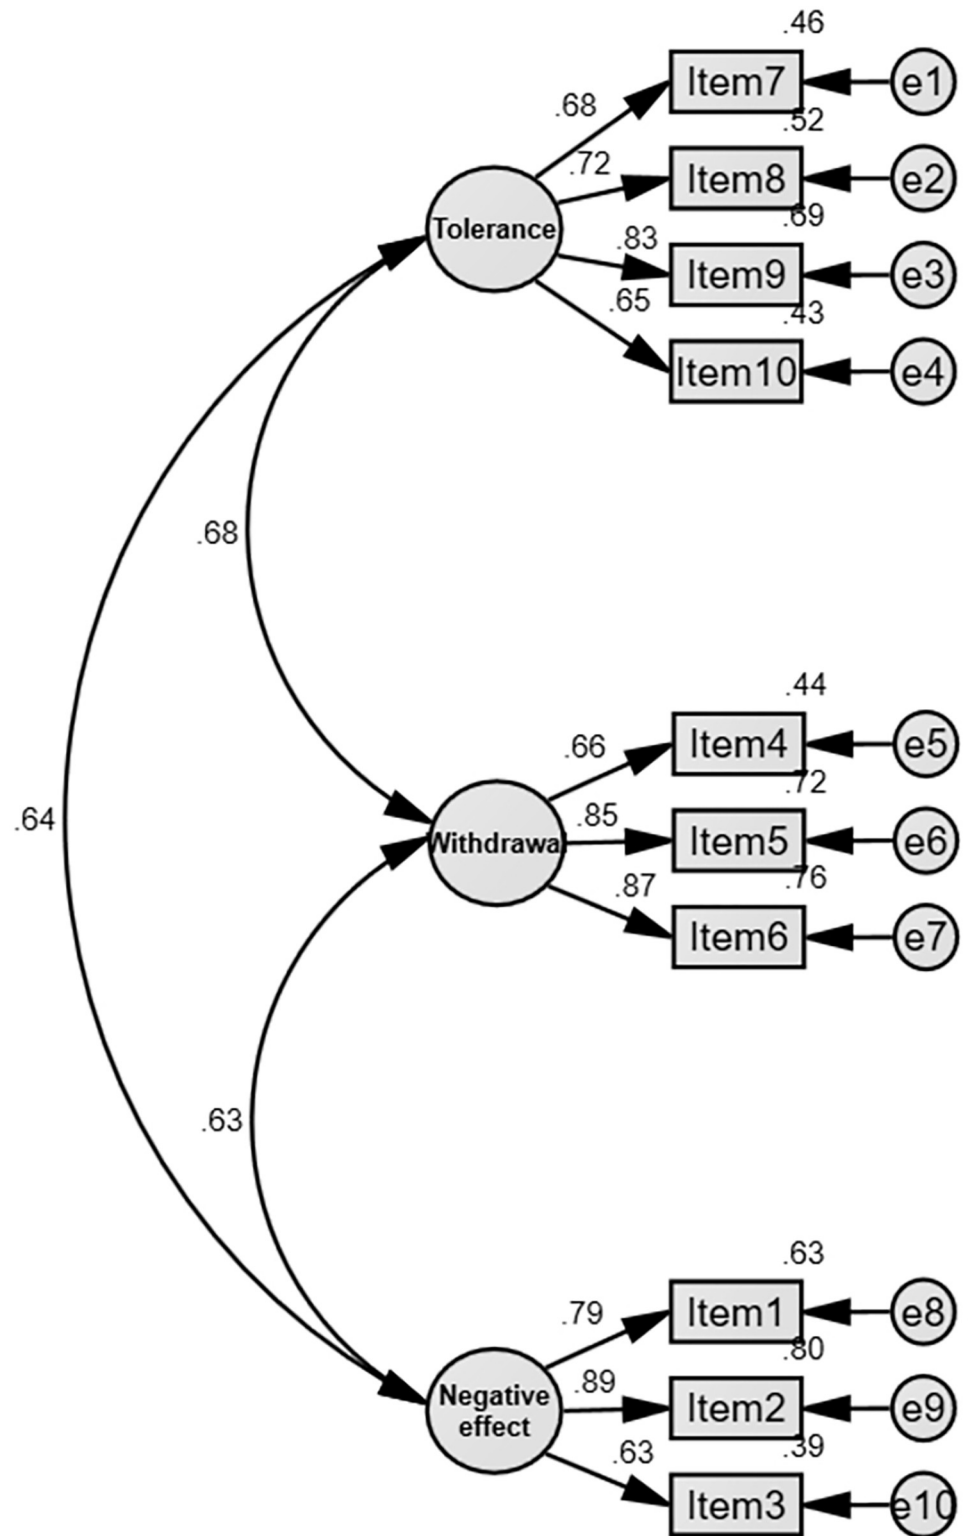 .46
Item7
e1
.68
.52
.72
Item8
e2
Tolerance
.69
.83
Item9
e3
.65
.43
Item10
e4
.68
.44
.66
Item4
e5
.72
.64
.85
Withdrawal
Item5
e6
.76
.87
Item6
e7
.63
.63
.79
Item1
e8
.80
.89
Negative
effect
Item2
e9
.39
.63
Item3
e10